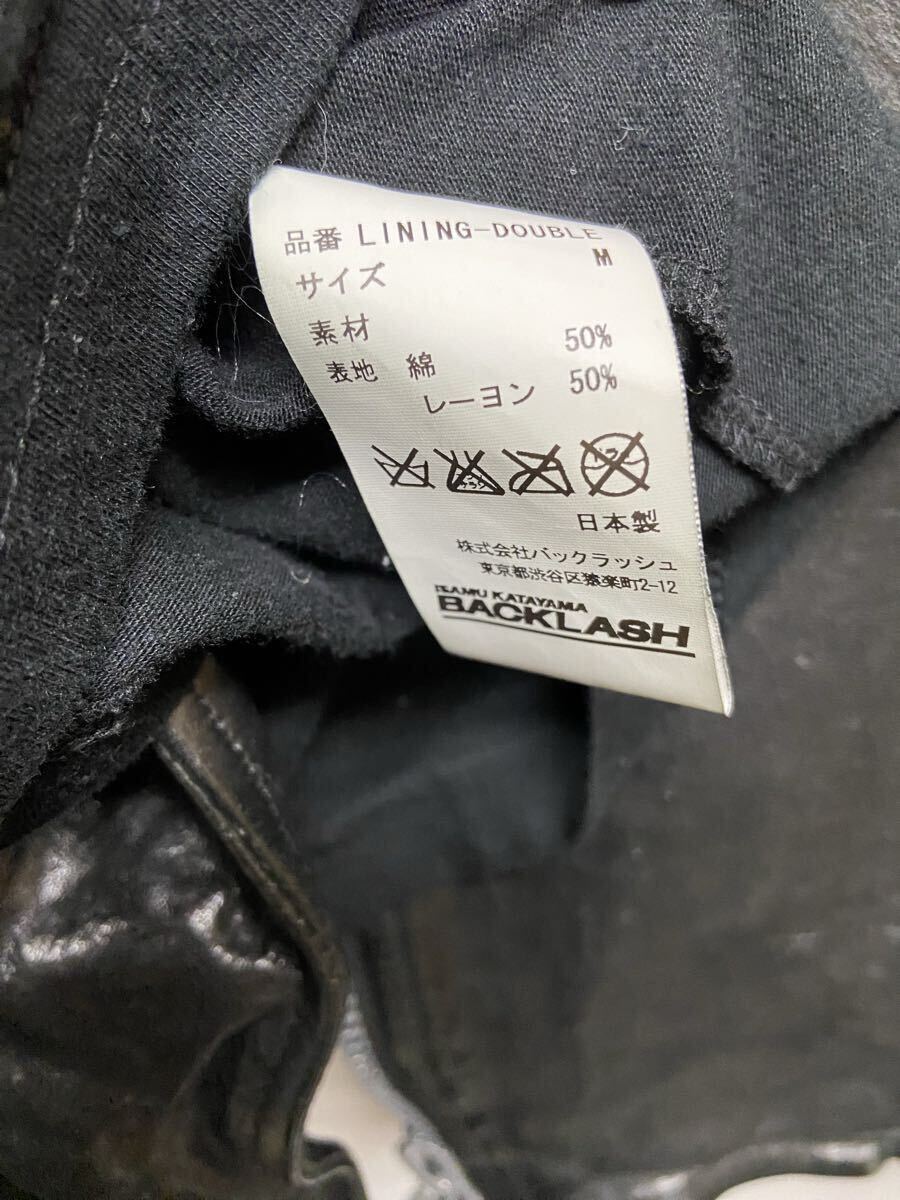 品番 LINING-DOUBLE
サイズ M
素材
表地 綿 50%
レーヨン 50%
日本製
株式会社バックラッシュ
東京都渋谷区猿楽町2-12
ISAMU KATAYAMA
BACKLASH